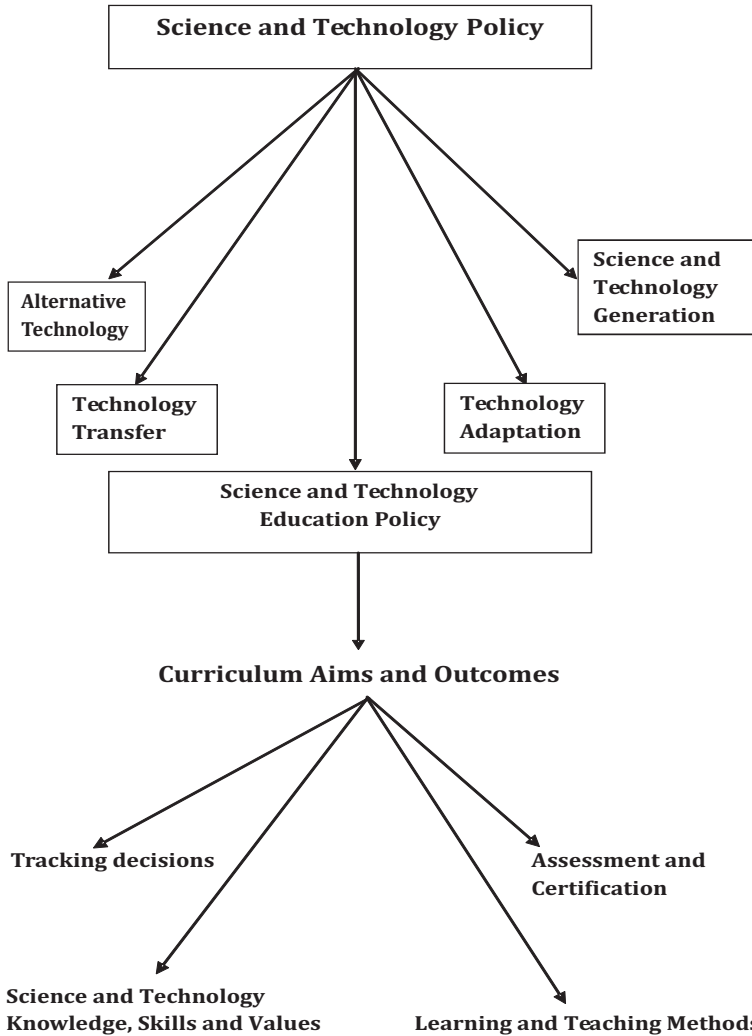 Science and Technology Policy
Alternative
Technology
Science and
Technology
Generation
Technology
Transfer
Technology
Adaptation
Science and Technology
Education Policy
Curriculum Aims and Outcomes
Tracking decisions
Assessment and
Certification
Science and Technology
Knowledge, Skills and Values
Learning and Teaching Methods